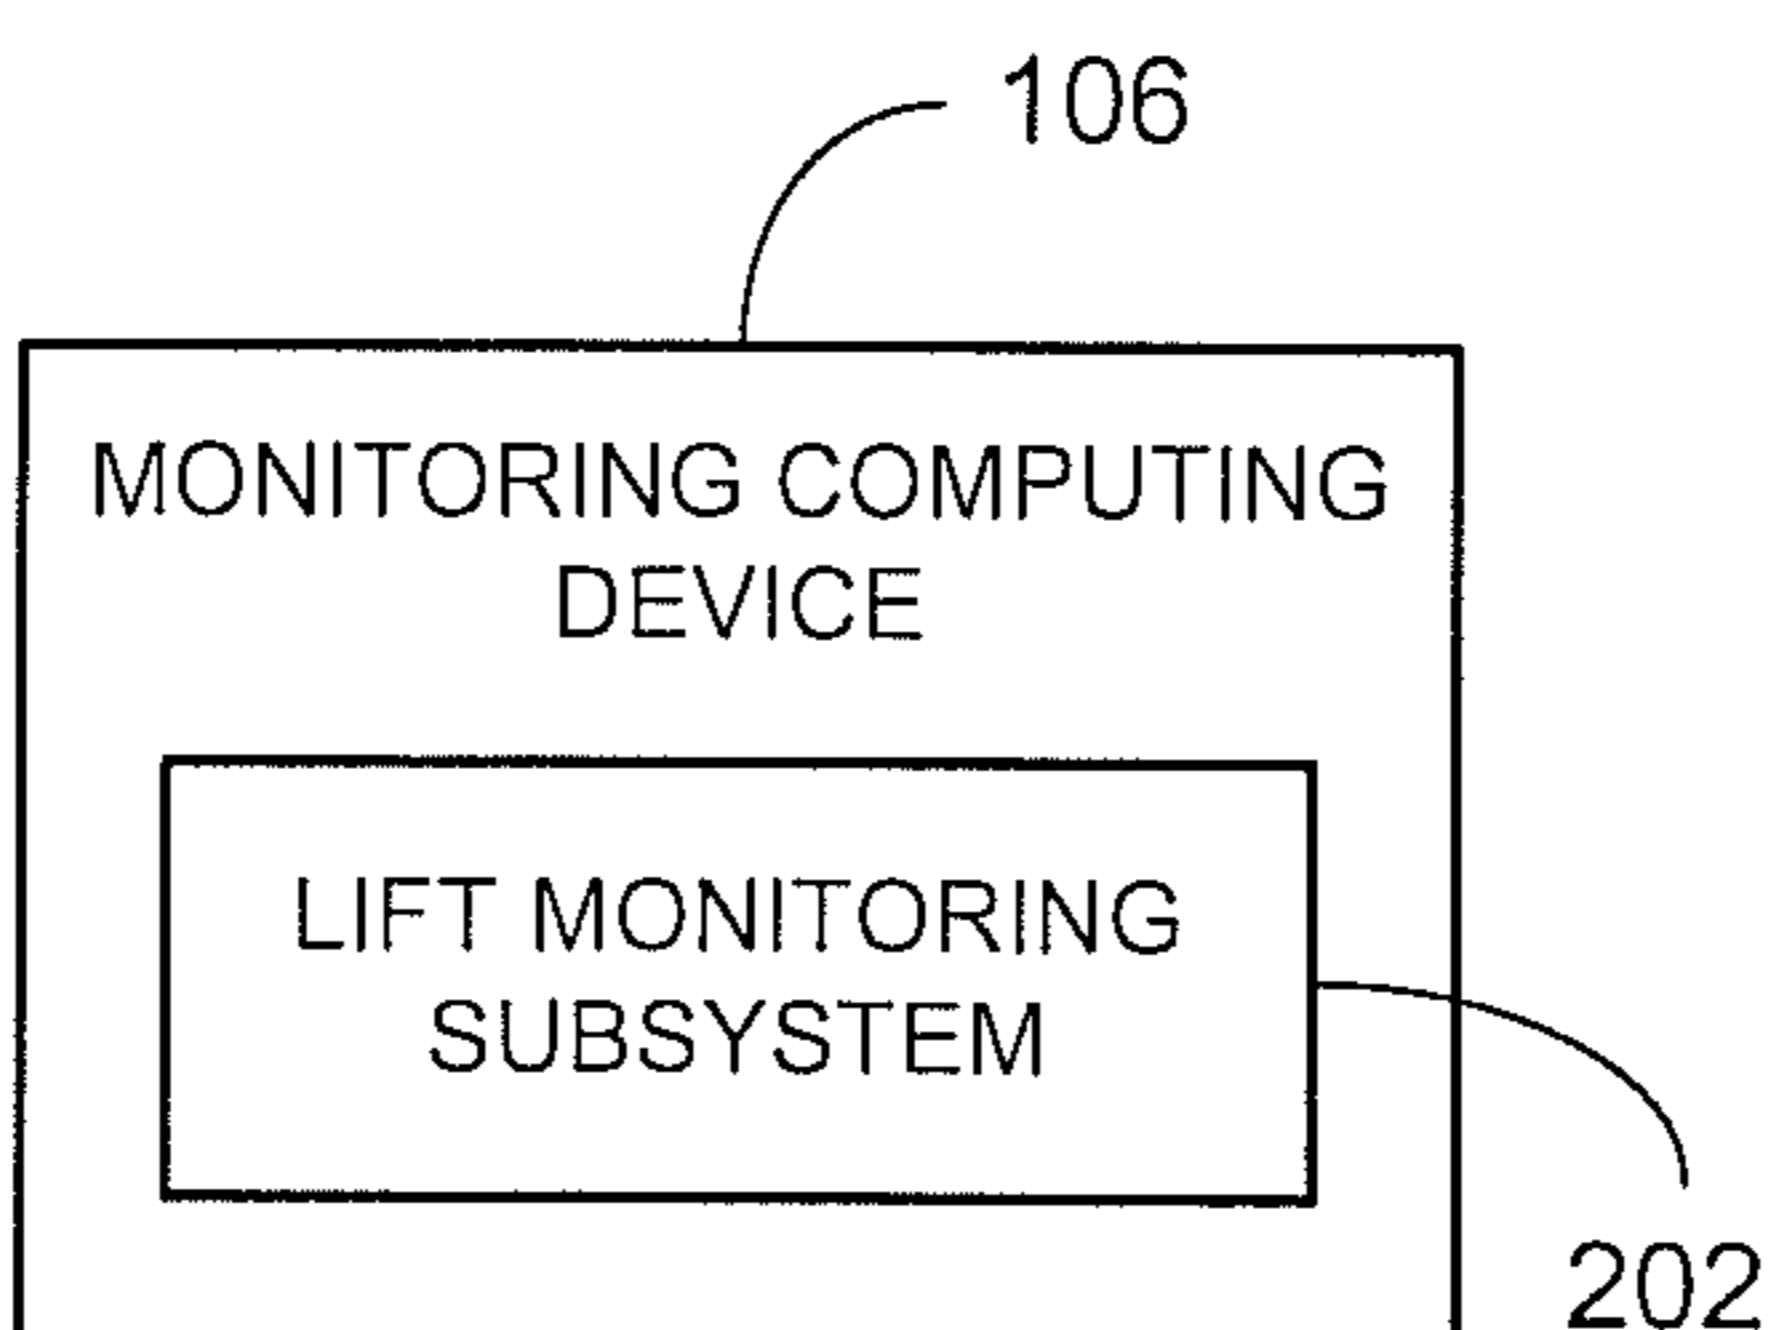 106
MONITORING COMPUTING
DEVICE
LIFT MONITORING
SUBSYSTEM
202